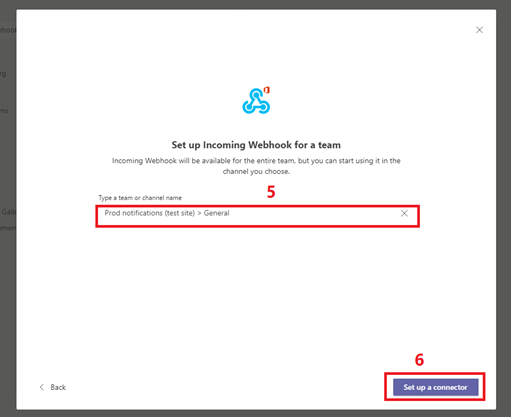 Set up Incoming Webhook for a team
Incoming Webhook will be available for the entire team, but you can start using it in the
channel you choose.
5
Type a team or channel name
Prod notifications (test site) > General
6
Back
Set up a connector